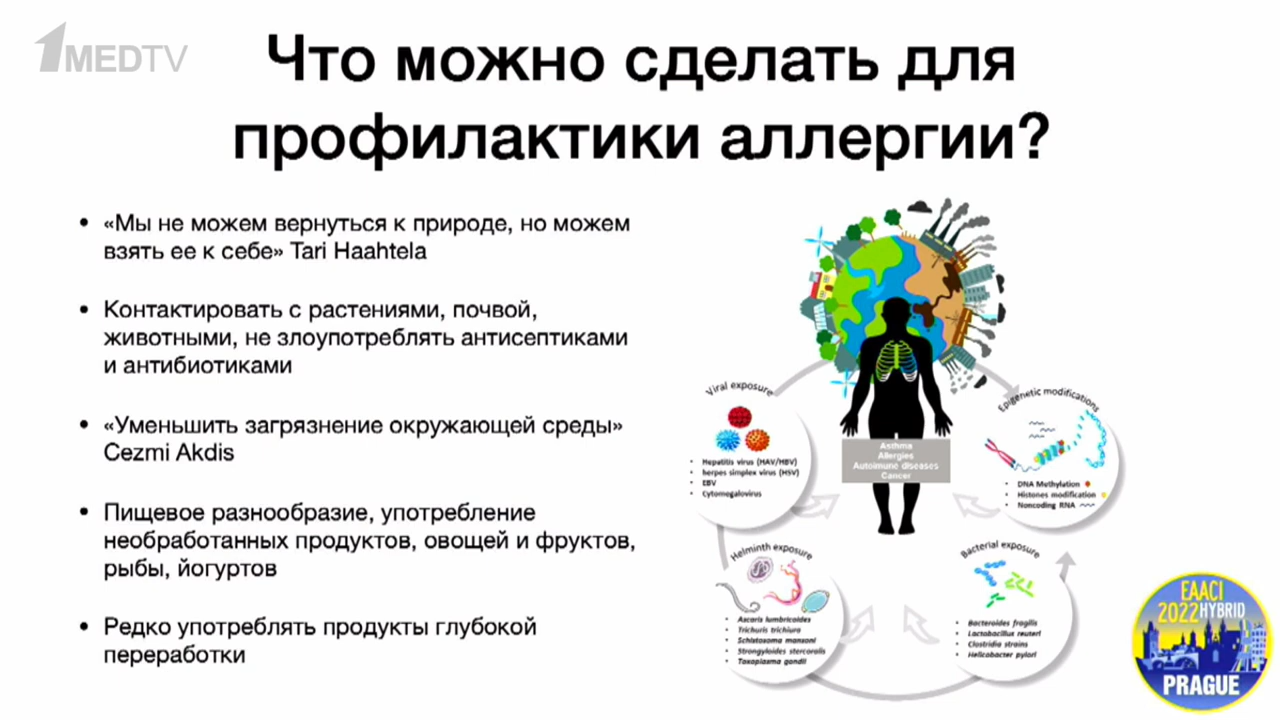 1MEDTV
Что можно сделать для
профилактики аллергии?
• «Мы не можем вернуться к природе, но можем
взять ее к себе» Tari Haahtela
• Контактировать с растениями, почвой,
животными, не злоупотреблять антисептиками
и антибиотиками
• «Уменьшить загрязнение окружающей среды»
Cezmi Akdis
• Пищевое разнообразие, употребление
необработанных продуктов, овощей и фруктов,
рыбы, йогуртов
• Редко употреблять продукты глубокой
переработки
Viral exposure
• Hepatitis virus (HAV/HBV)
• herpes simplex virus (HSV)
• EBV
• Cytomegalovirus
Asthma
Allergies
Autoimune diseases
Cancer
Epigenetic modifications
• DNA Methylation
• Histones modification
• Noncoding RNA
Helminth exposure
• Ascaris lumbricoides
• Trichuris trichiura
• Schistosoma mansoni
• Strongyloides stercoralis
• Toxoplasma gondii
Bacterial exposure
• Bacteroides fragilis
• Lactobacillus reuteri
• Clostridia strains
• Helicobacter pylori
EAACI
2022 HYBRID
PRAGUE